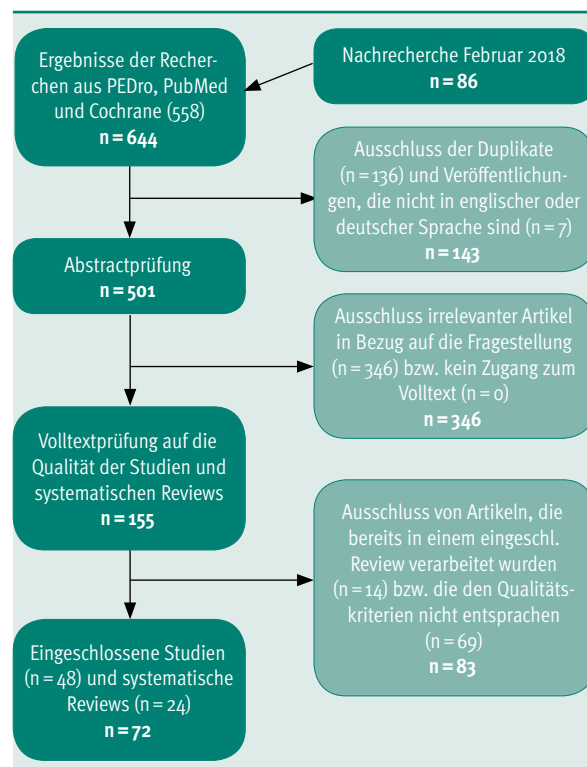 Ergebnisse der Recher-
chen aus PEDro, PubMed
und Cochrane (558)
n = 644
Nachrecherche Februar 2018
n = 86
Ausschluss der Duplikate
(n = 136) und Veröffentlichun-
gen, die nicht in englischer oder
deutscher Sprache sind (n = 7)
n = 143
Abstractprüfung
n = 501
Ausschluss irrelevanter Artikel
in Bezug auf die Fragestellung
(n = 346) bzw. kein Zugang zum
Volltext (n = 0)
n = 346
Volltextprüfung auf die
Qualität der Studien und
systematischen Reviews
n = 155
Ausschluss von Artikeln, die
bereits in einem eingeschl.
Review verarbeitet wurden
(n = 14) bzw. die den Qualitäts-
kriterien nicht entsprachen
(n = 69)
n = 83
Eingeschlossene Studien
(n = 48) und systematische
Reviews (n = 24)
n = 72